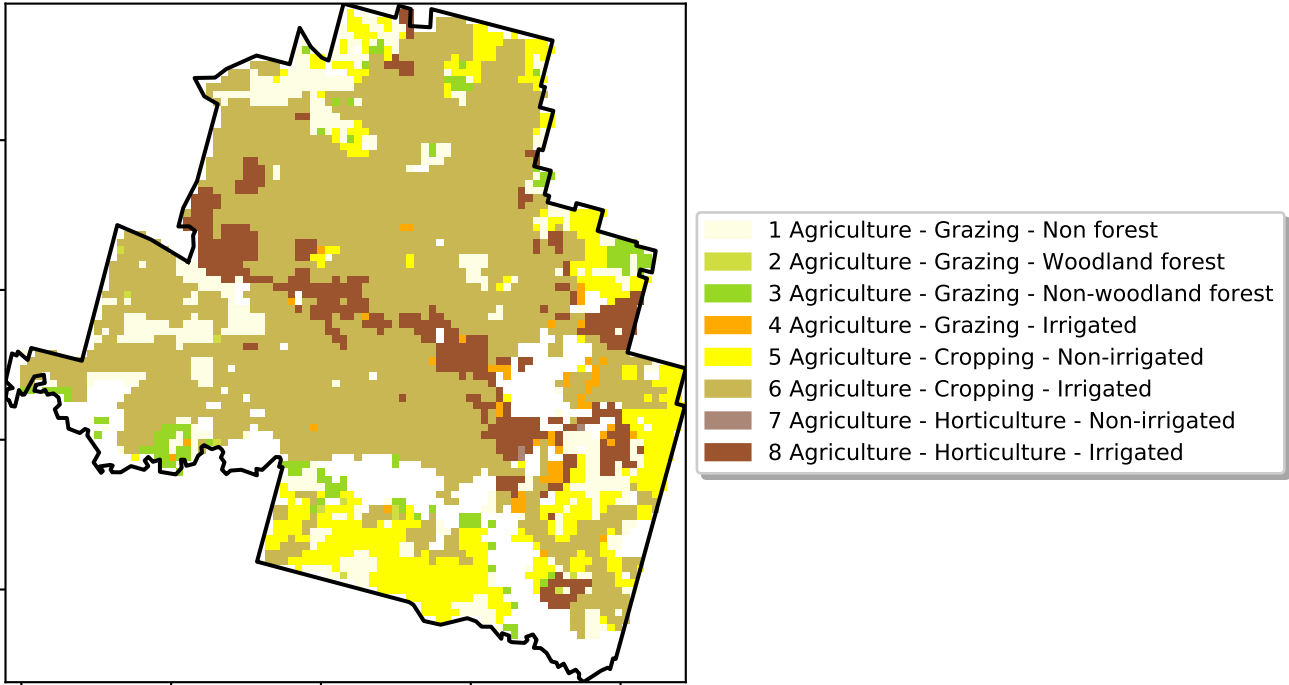 1 Agriculture - Grazing - Non forest
2 Agriculture - Grazing - Woodland forest
3 Agriculture - Grazing - Non-woodland forest
4 Agriculture - Grazing - Irrigated
5 Agriculture - Cropping - Non-irrigated
6 Agriculture - Cropping - Irrigated
7 Agriculture - Horticulture - Non-irrigated
8 Agriculture - Horticulture - Irrigated